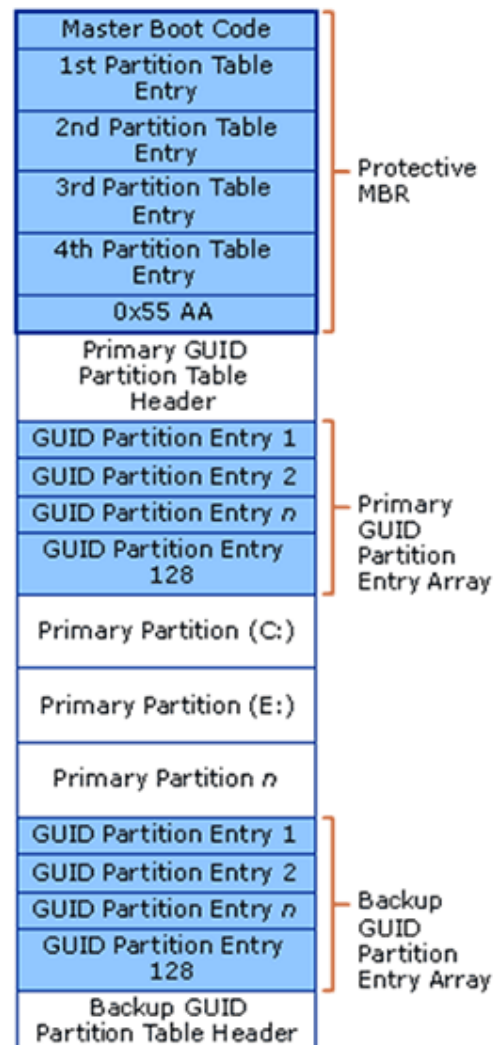 Master Boot Code
1st Partition Table
Entry
2nd Partition Table
Entry
3rd Partition Table
Entry
4th Partition Table
Entry
0x55 AA
Protective
MBR
Primary GUID
Partition Table
Header
GUID Partition Entry 1
GUID Partition Entry 2
GUID Partition Entry n
GUID Partition Entry
128
Primary
GUID
Partition
Entry Array
Primary Partition (C:)
Primary Partition (E:)
Primary Partition n
GUID Partition Entry 1
GUID Partition Entry 2
GUID Partition Entry n
GUID Partition Entry
128
Backup
GUID
Partition
Entry Array
Backup GUID
Partition Table Header